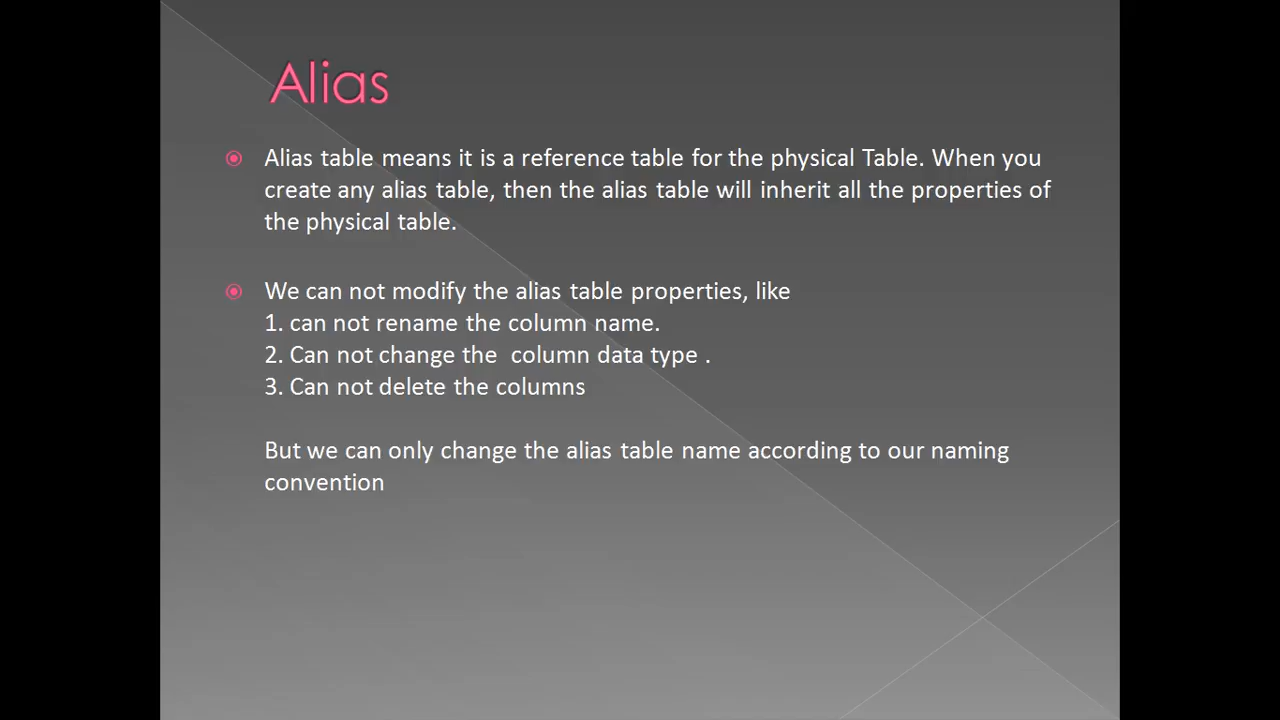 Alias
Alias table means it is a reference table for the physical Table. When you
create any alias table, then the alias table will inherit all the properties of
the physical table.
We can not modify the alias table properties, like
1. can not rename the column name.
2. Can not change the  column data type .
3. Can not delete the columns
But we can only change the alias table name according to our naming
convention